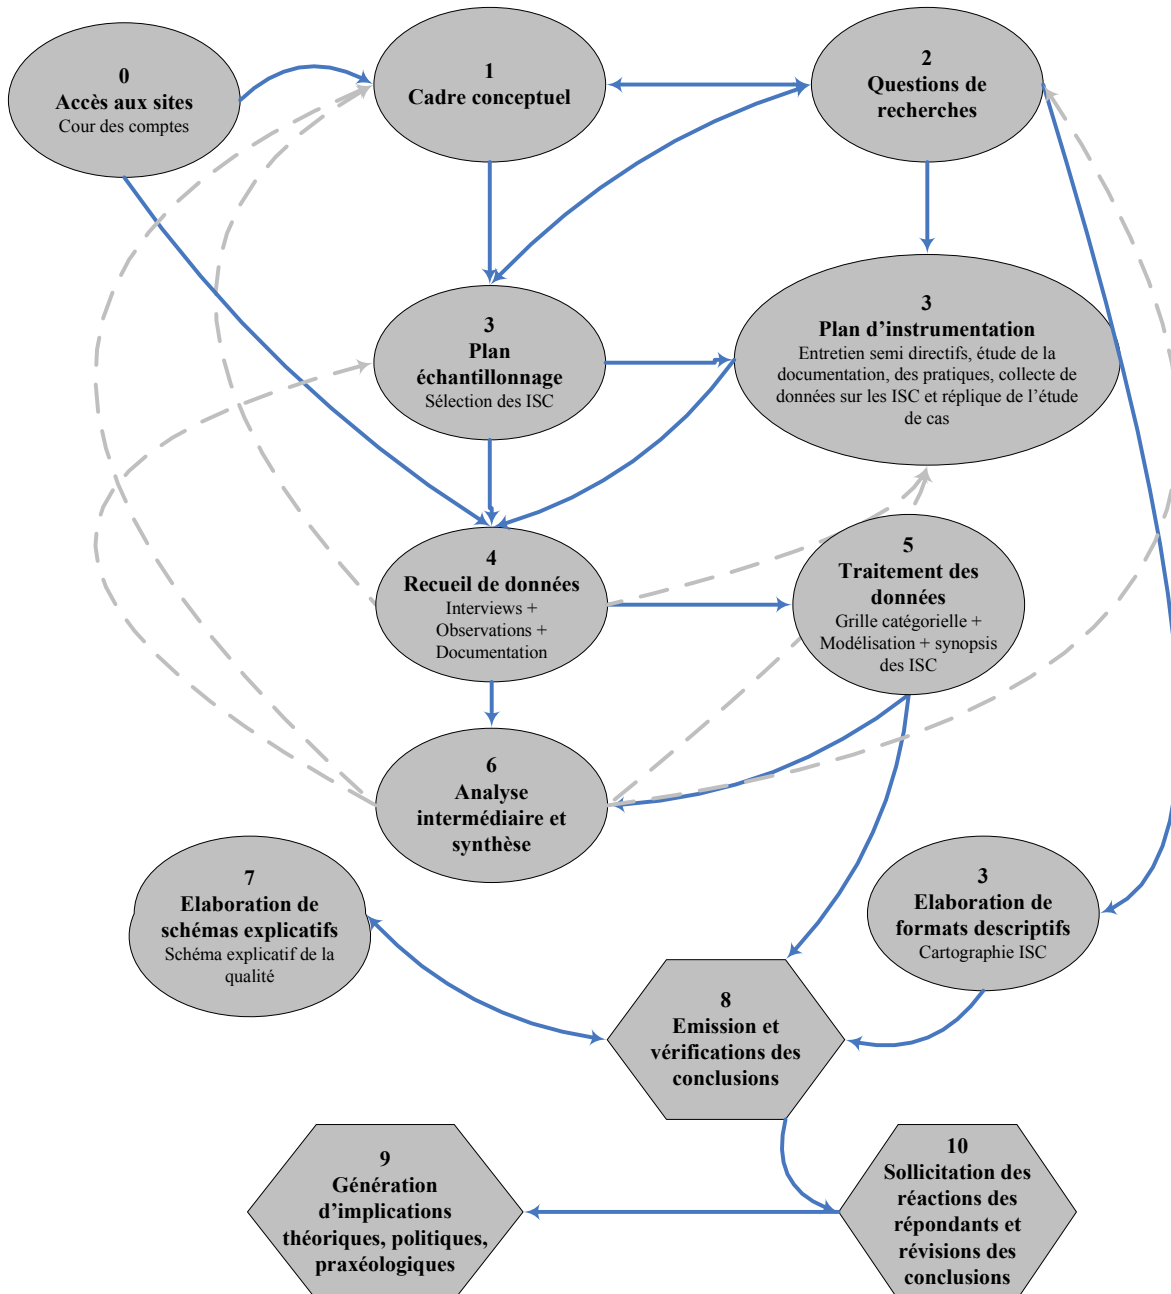 0
Accès aux sites
Cour des comptes
1
Cadre conceptuel
2
Questions de
recherches
3
Plan
échantillonnage
Sélection des ISC
3
Plan d’instrumentation
Entretien semi directifs, étude de la
documentation, des pratiques, collecte de
données sur les ISC et réplique de l’étude
de cas
4
Recueil de données
Interviews +
Observations +
Documentation
5
Traitement des
données
Grille catégorielle +
Modélisation + synopsis
des ISC
6
Analyse
intermédiaire et
synthèse
7
Elaboration de
schémas explicatifs
Schéma explicatif de la
qualité
3
Elaboration de
formats descriptifs
Cartographie ISC
8
Emission et
vérifications des
conclusions
9
Génération
d’implications
théoriques, politiques,
praxéologiques
10
Sollicitation des
réactions des
répondants et
révisions des
conclusions